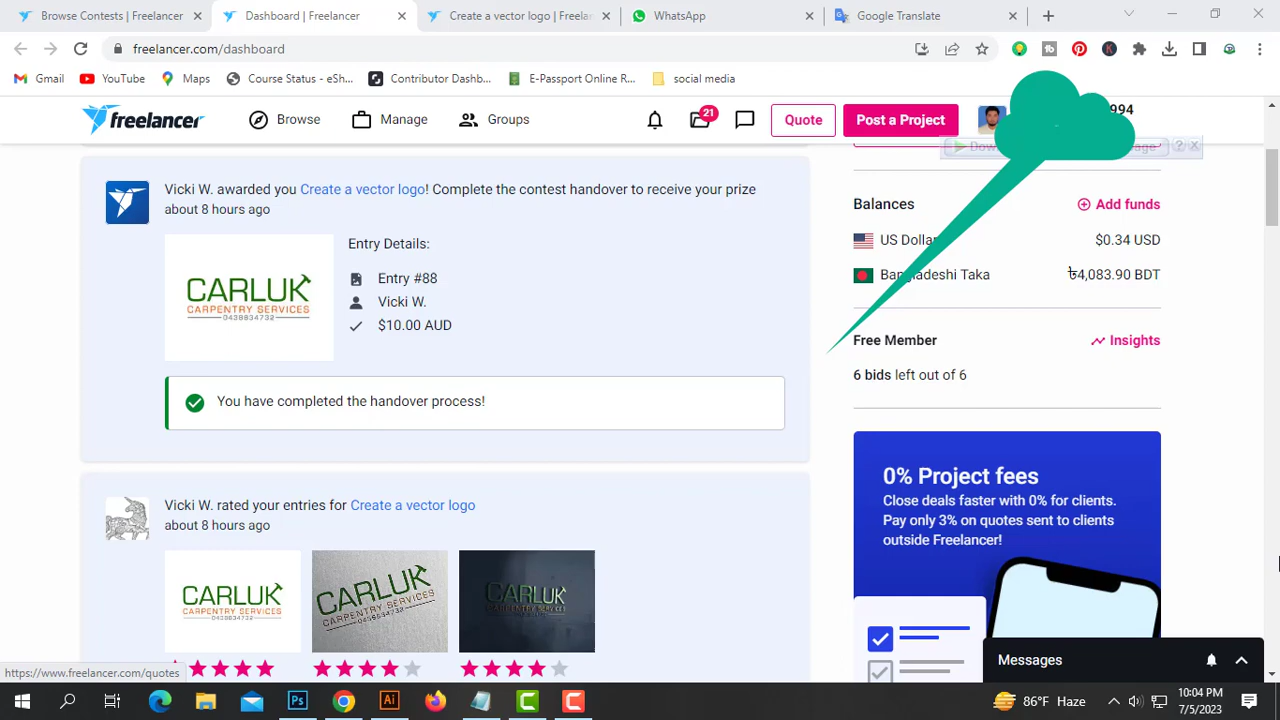 Browse Contests | Freelancer
Dashboard | Freelancer
Create a vector logo | Freelan
WhatsApp
Google Translate
freelancer.com/dashboard
Gmail
YouTube
Maps
Course Status - eSh...
Contributor Dashb...
E-Passport Online R...
social media
freelancer
Browse
Manage
Groups
21
Quote
Post a Project
994
Vicki W. awarded you Create a vector logo! Complete the contest handover to receive your prize
about 8 hours ago
CARLUK
CARPENTRY SERVICES
0438834732
Entry Details:
Entry #88
Vicki W.
$10.00 AUD
You have completed the handover process!
Vicki W. rated your entries for Create a vector logo
about 8 hours ago
CARLUK
CARPENTRY SERVICES
0438834732
CARLUK
CARPENTRY SERVICES
0438834732
CARLUK
CARPENTRY SERVICES
Balances
Add funds
US Dollar
$0.34 USD
Bangladeshi Taka
৳4,083.90 BDT
Free Member
Insights
6 bids left out of 6
0% Project fees
Close deals faster with 0% for clients.
Pay only 3% on quotes sent to clients
outside Freelancer!
Messages
https://www.freelancer.com/quotes
Ps
Ai
86°F Haze
10:04 PM
7/5/2023